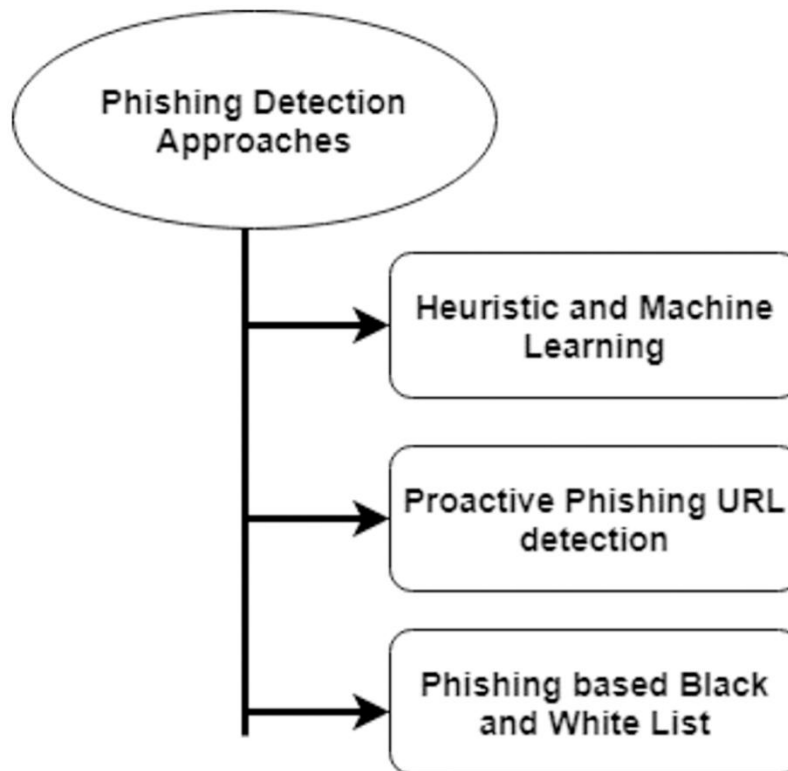 Phishing Detection
Approaches
Heuristic and Machine
Learning
Proactive Phishing URL
detection
Phishing based Black
and White List